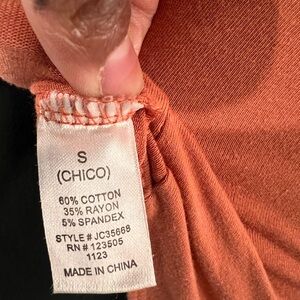 S
(CHICO)
60% COTTON
35% RAYON
5% SPANDEX
STYLE # JC35668
RN # 123505
1123
MADE IN CHINA